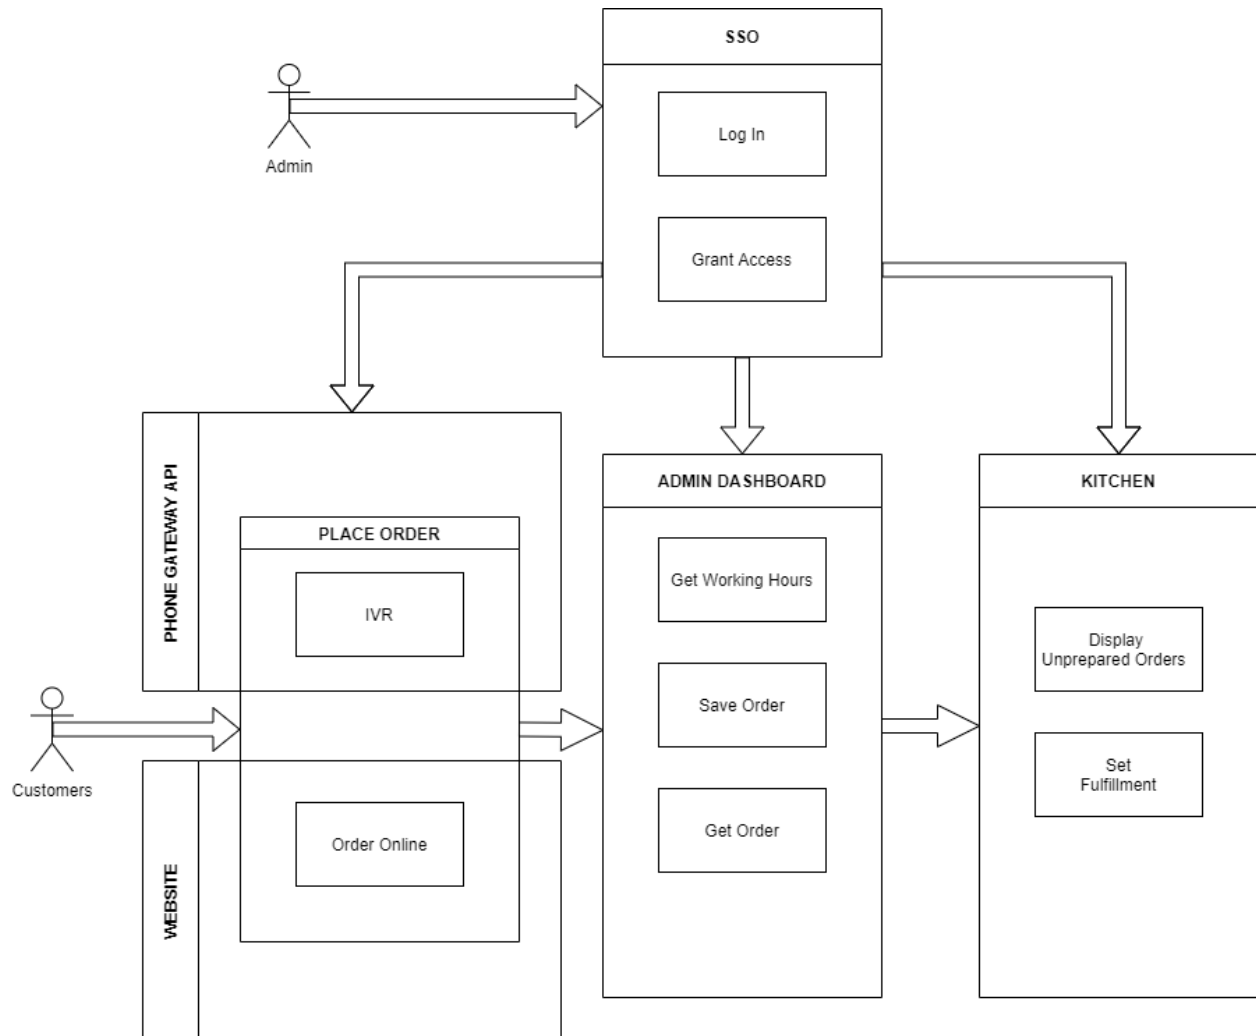 SSO
Log In
Admin
Grant Access
PHONE GATEWAY API
PLACE ORDER
IVR
ADMIN DASHBOARD
Get Working Hours
Save Order
Get Order
KITCHEN
Display
Unprepared Orders
Set
Fulfillment
Customers
WEBSITE
Order Online